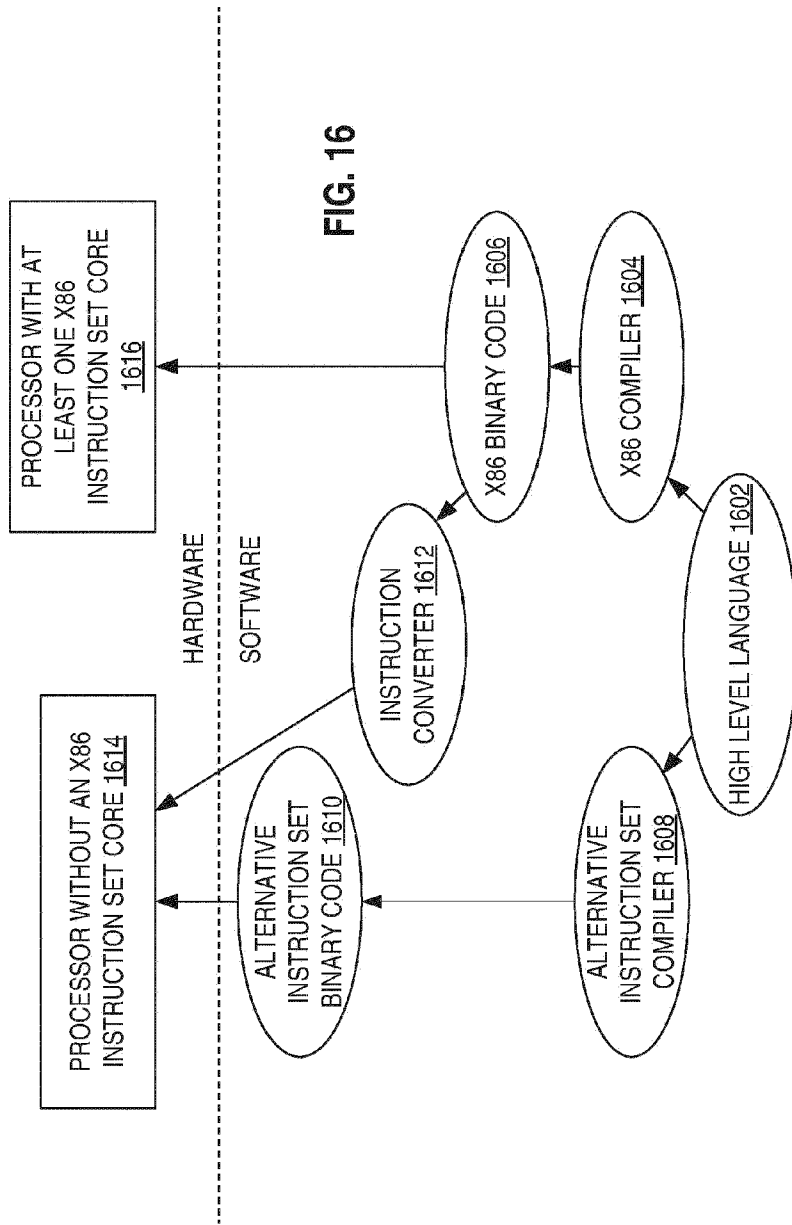 PROCESSOR WITHOUT AN X86
INSTRUCTION SET CORE 1614
PROCESSOR WITH AT
LEAST ONE X86
INSTRUCTION SET CORE
1616
HARDWARE
SOFTWARE
ALTERNATIVE
INSTRUCTION SET
BINARY CODE 1610
INSTRUCTION
CONVERTER 1612
X86 BINARY CODE 1606
FIG. 16
ALTERNATIVE
INSTRUCTION SET
COMPILER 1608
X86 COMPILER 1604
HIGH LEVEL LANGUAGE 1602